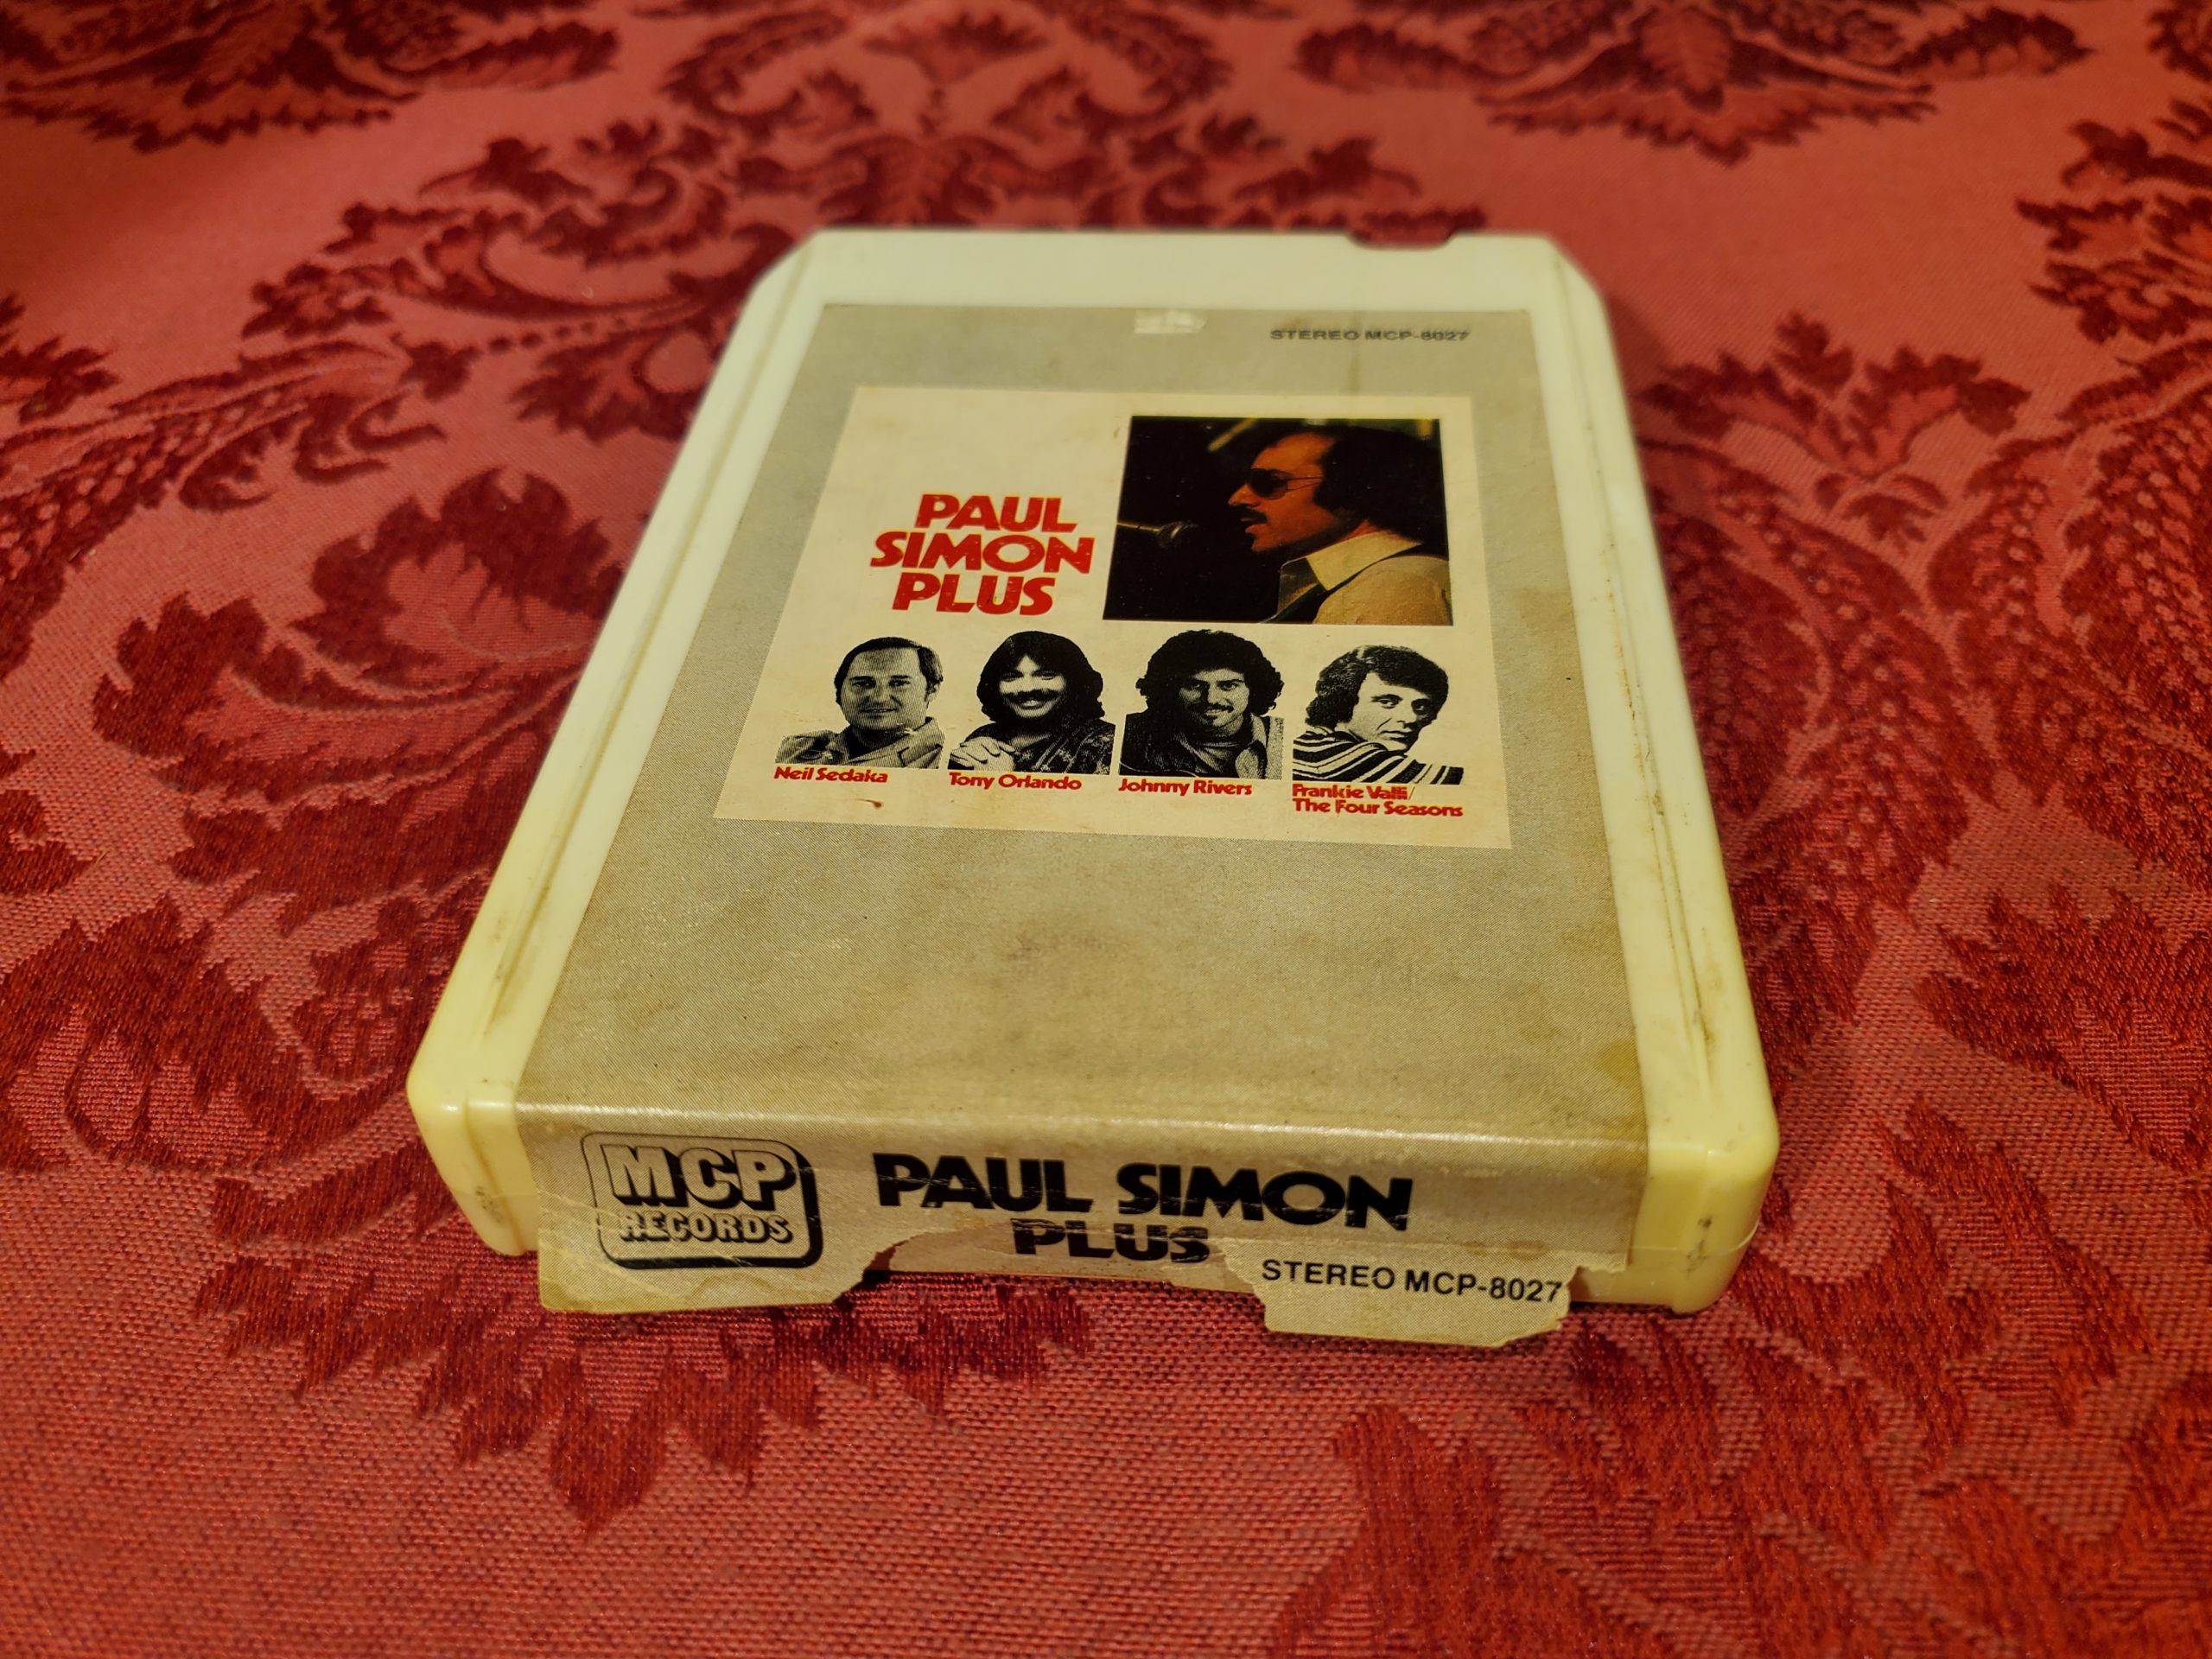 STEREO MCP-8027
PAUL
SIMON
PLUS
Neil Sedaka
Tony Orlando
Johnny Rivers
Frankie Valli/
The Four Seasons
MCP
RECORDS
PAUL SIMON
PLUS
STEREO MCP-8027